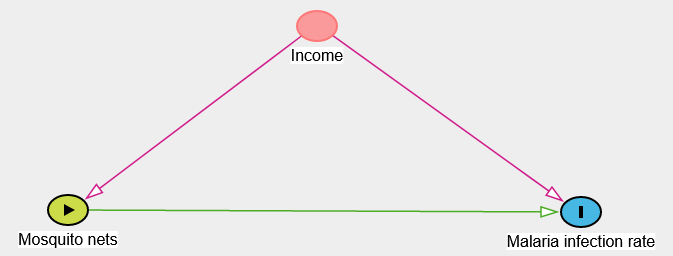 Income
Mosquito nets
Malaria infection rate